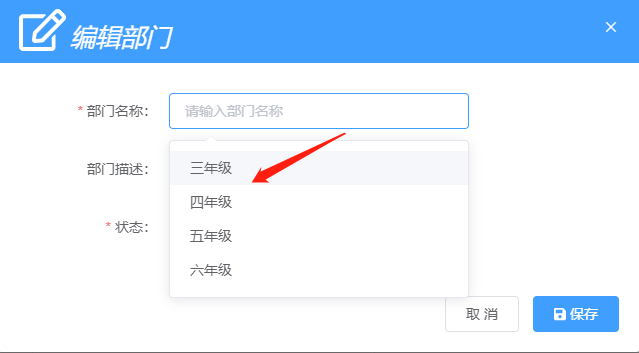 编辑部门
* 部门名称：
请输入部门名称
部门描述：
三年级
四年级
* 状态：
五年级
六年级
取 消
保存